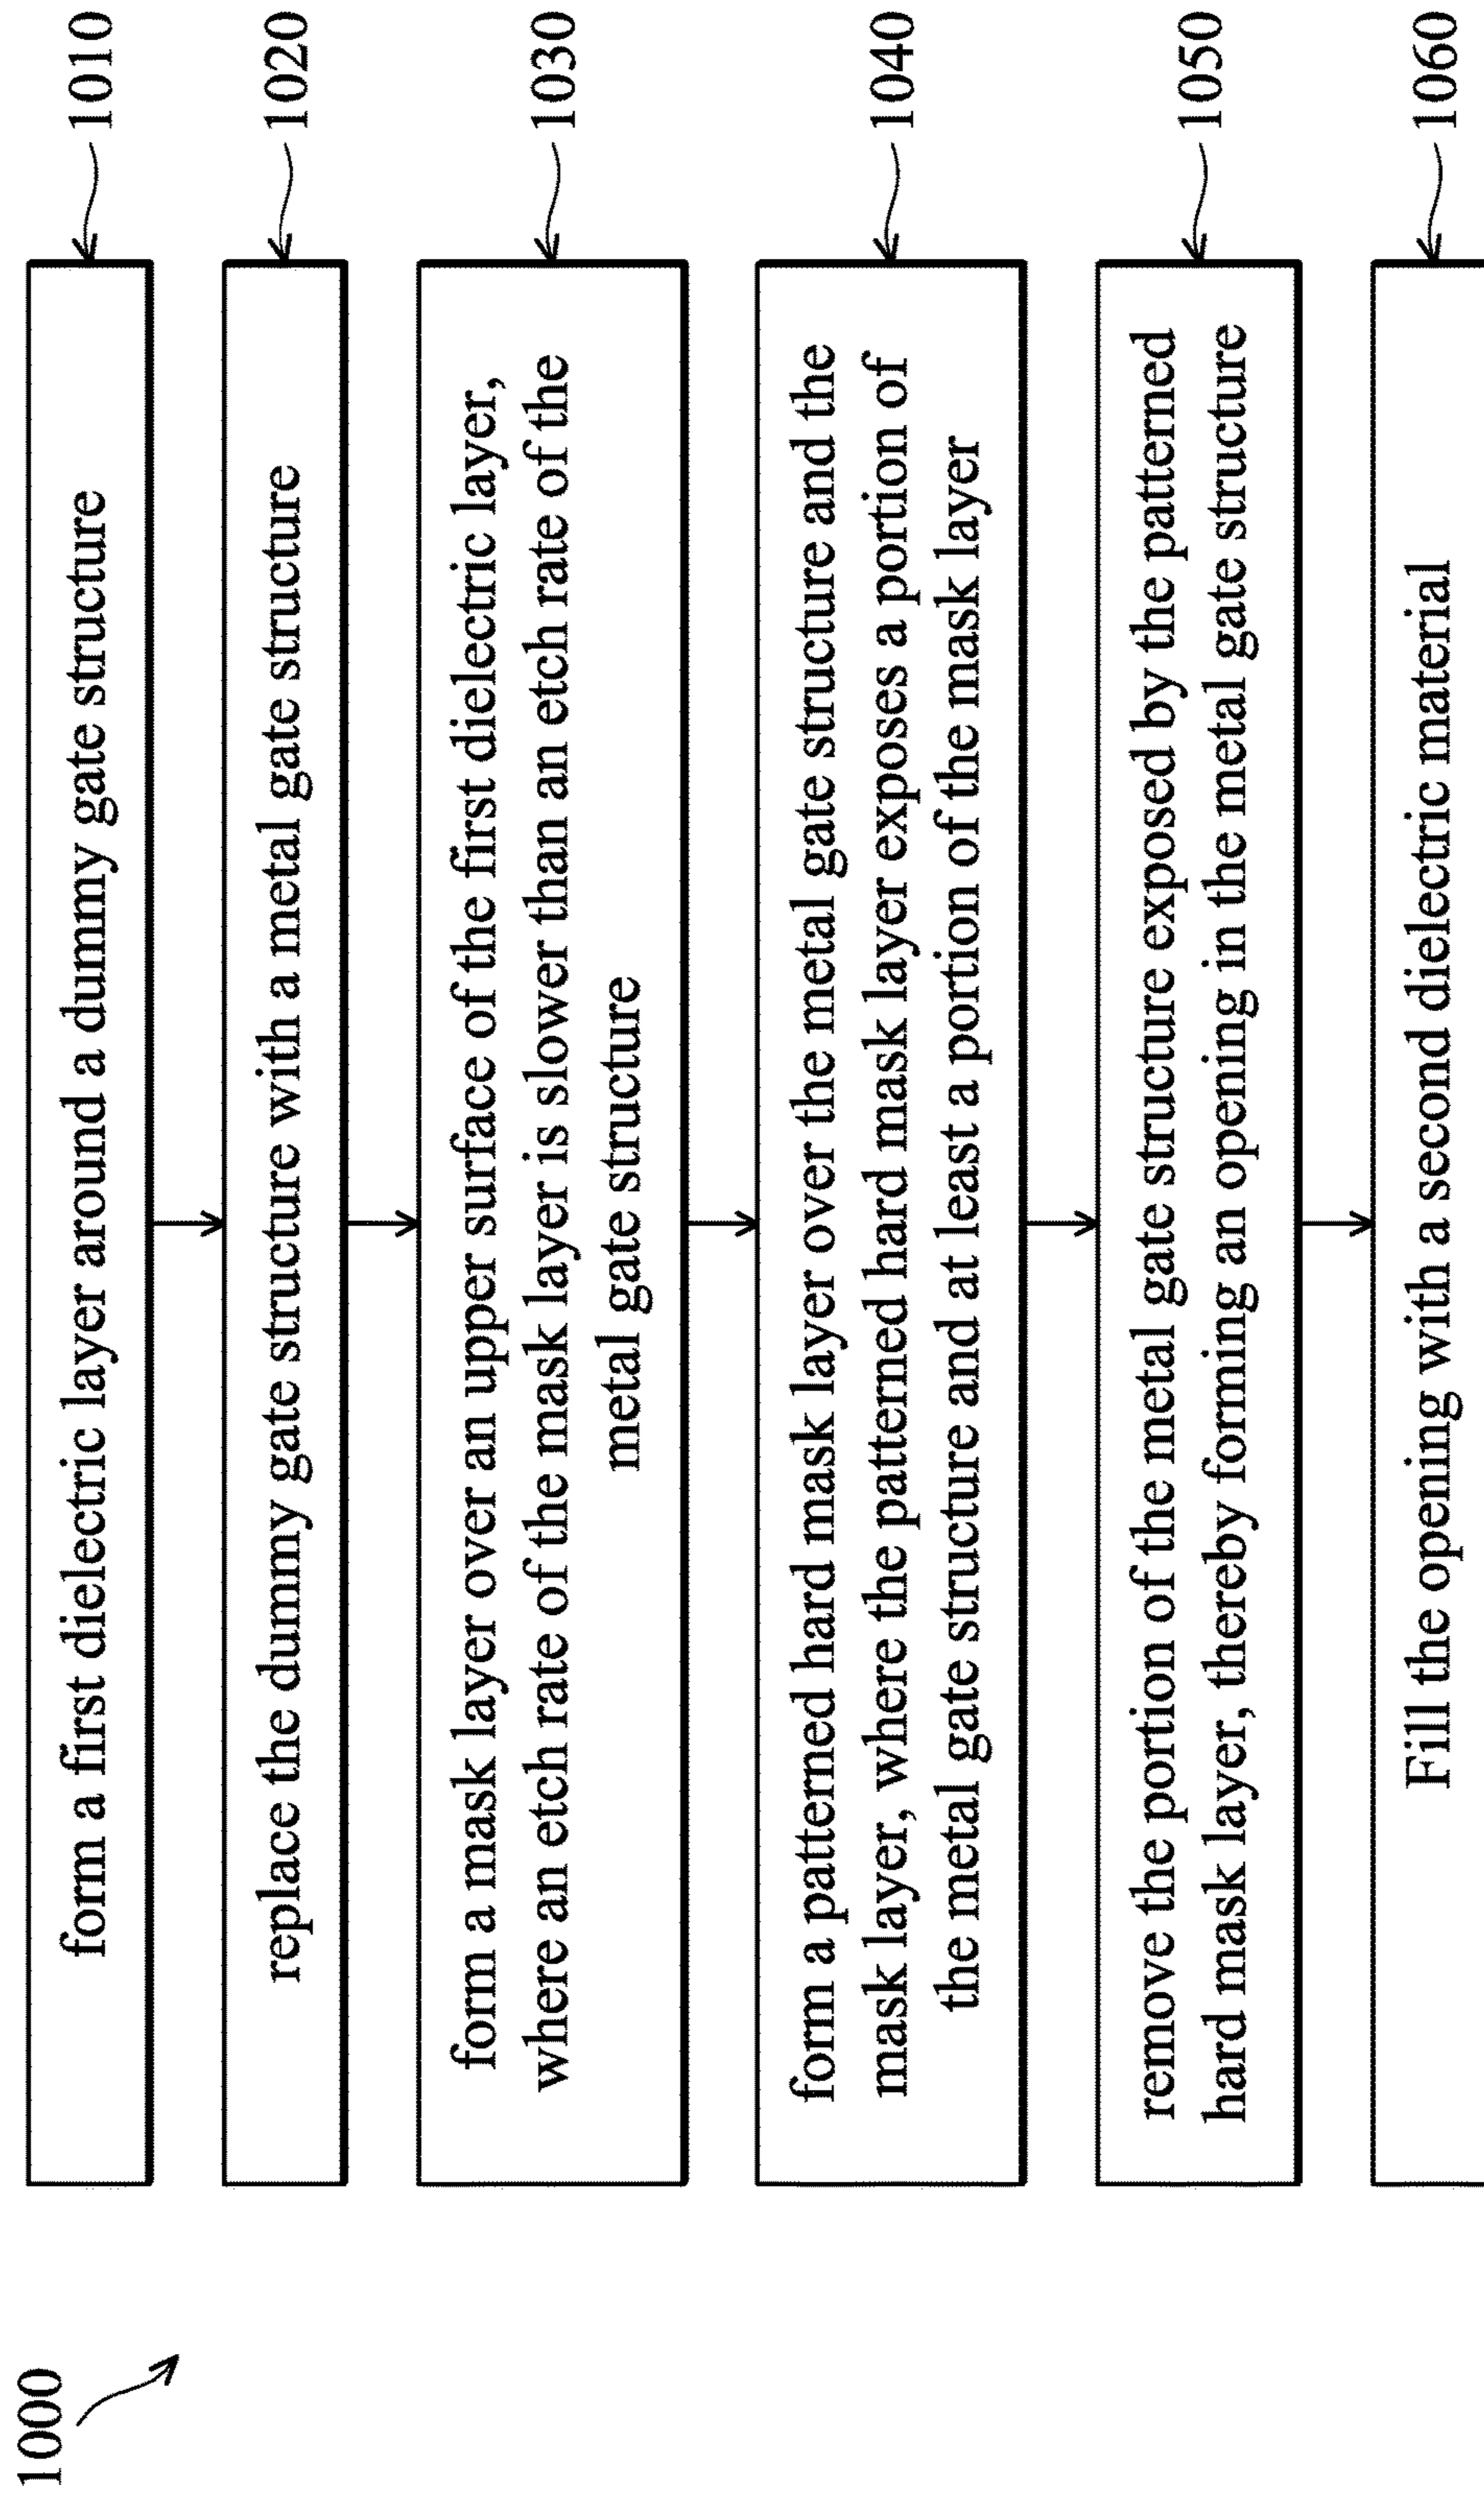 1000
form a first dielectric layer around a dummy gate structure
1010
replace the dummy gate structure with a metal gate structure
1020
form a mask layer over an upper surface of the first dielectric layer,
where an etch rate of the mask layer is slower than an etch rate of the
metal gate structure
1030
form a patterned hard mask layer over the metal gate structure and the
mask layer, where the patterned hard mask layer exposes a portion of
the metal gate structure and at least a portion of the mask layer
1040
remove the portion of the metal gate structure exposed by the patterned
hard mask layer, thereby forming an opening in the metal gate structure
1050
Fill the opening with a second dielectric material
1060